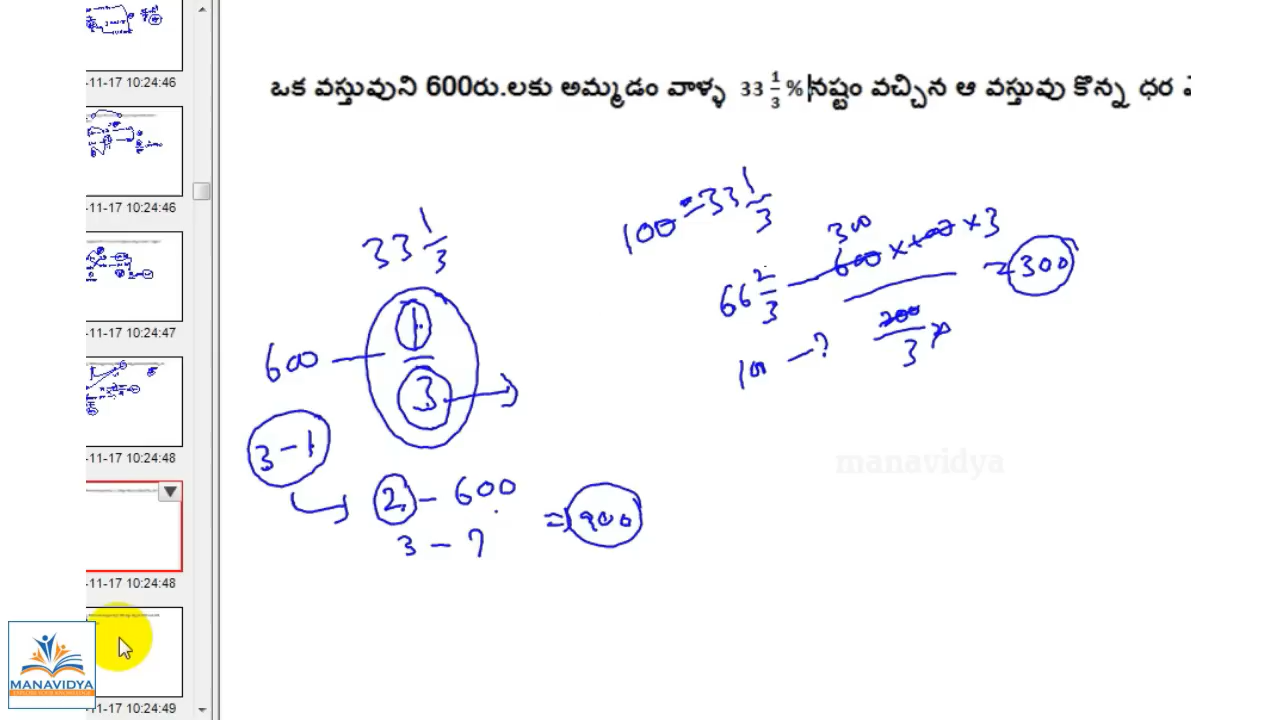 -11-17 10:24:46
-11-17 10:24:46
-11-17 10:24:47
-11-17 10:24:48
-11-17 10:24:48
-11-17 10:24:49
ఒక వస్తువుని 600రు.లకు అమ్మడం వాళ్ళ 33 1/3 % నష్టం వచ్చిన ఆ వస్తువు కొన్న ధర
33 1/3
600 — 1/3
3 - 1
2 - 600
3 - ? = 900
100 = 33 1/3
300
66 2/3 — 600 × 100 × 3
200/3 = 300
100 — ?
manavidya
MANAVIDYA